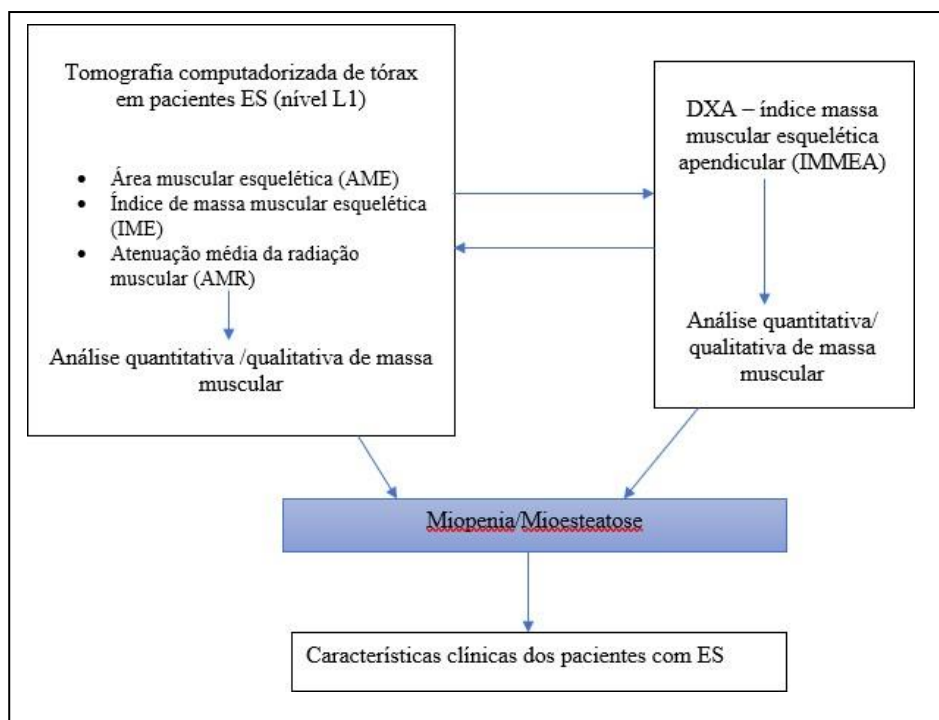 Tomografia computadorizada de tórax
em pacientes ES (nível L1)
• Área muscular esquelética (AME)
• Índice de massa muscular esquelética
(IME)
• Atenuação média da radiação
muscular (AMR)
Análise quantitativa /qualitativa de massa
muscular
DXA – índice massa
muscular esquelética
apendicular (IMMEA)
Análise quantitativa/
qualitativa de massa
muscular
Miopenia/Mioesteatose
Características clínicas dos pacientes com ES